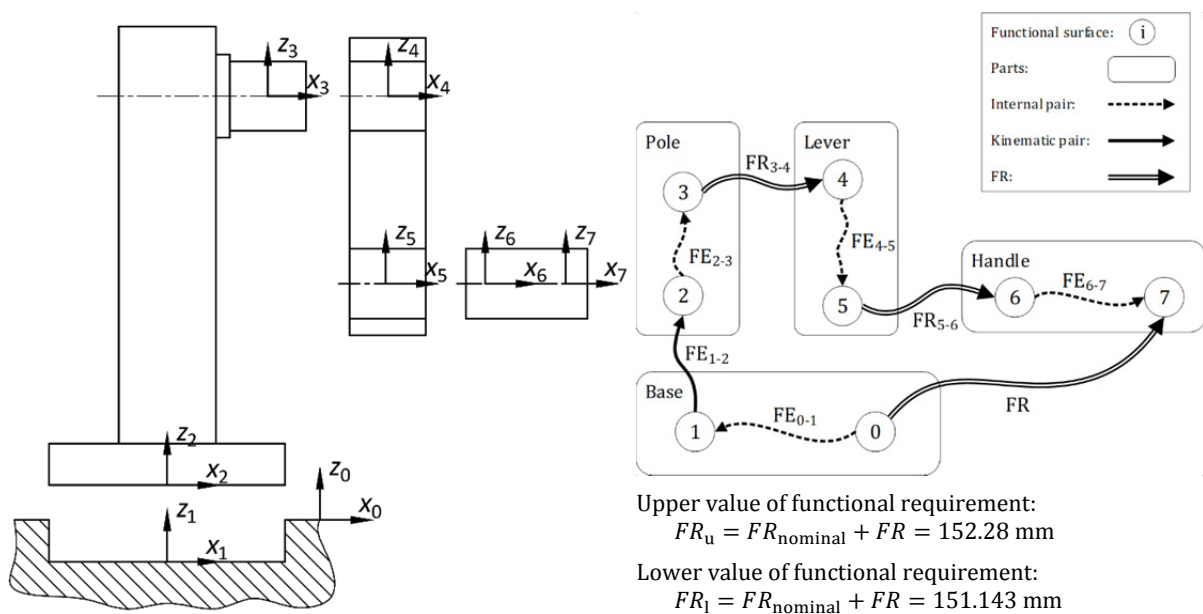 z3
x3
z4
x4
z5
x5
z6
x6
z7
x7
z2
x2
z0
x0
z1
x1
Functional surface: i
Parts:
Internal pair:
Kinematic pair:
FR:
Pole
Lever
FR3-4
3
4
FE2-3
FE4-5
Handle
2
5
6
FE6-7
7
FR5-6
FE1-2
Base
FE0-1
FR
1
0
Upper value of functional requirement:
FRu = FRnominal + FR = 152.28 mm
Lower value of functional requirement:
FRl = FRnominal + FR = 151.143 mm